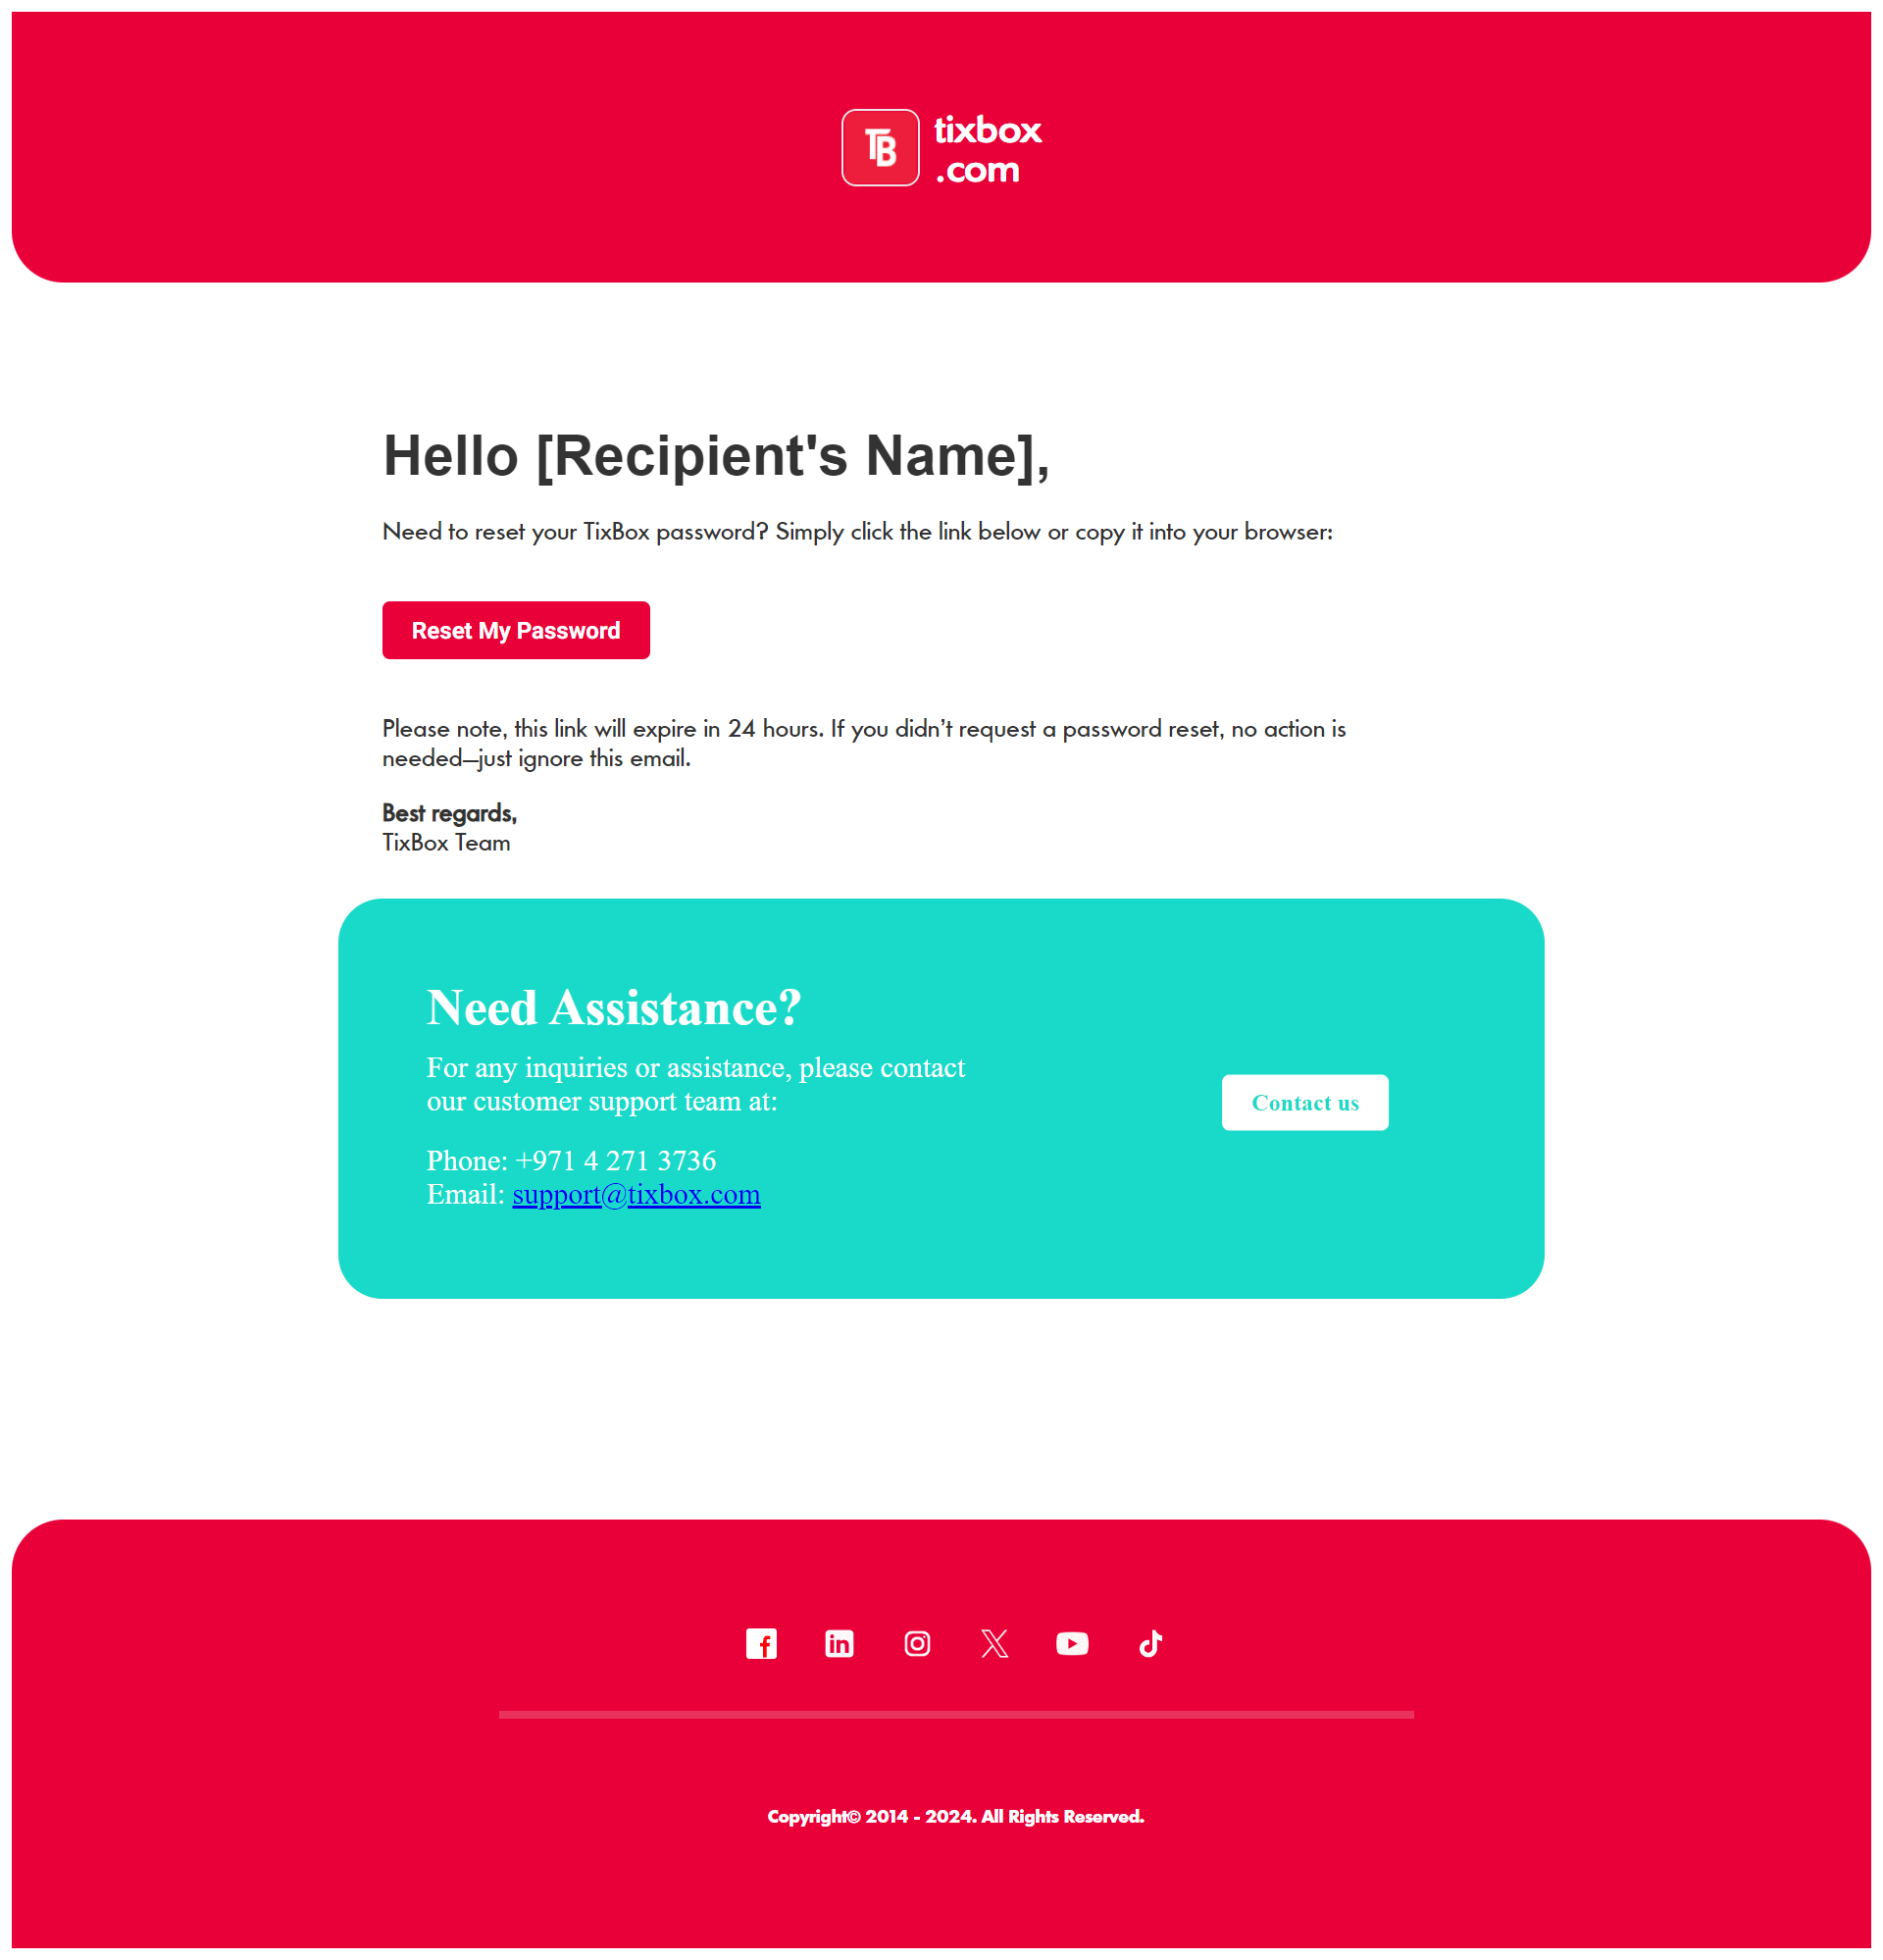 TB
tixbox
.com
Hello [Recipient's Name],
Need to reset your TixBox password? Simply click the link below or copy it into your browser:
Reset My Password
Please note, this link will expire in 24 hours. If you didn’t request a password reset, no action is
needed—just ignore this email.
Best regards,
TixBox Team
Need Assistance?
For any inquiries or assistance, please contact
our customer support team at:
Phone: +971 4 271 3736
Email: support@tixbox.com
Contact us
Copyright© 2014 - 2024. All Rights Reserved.